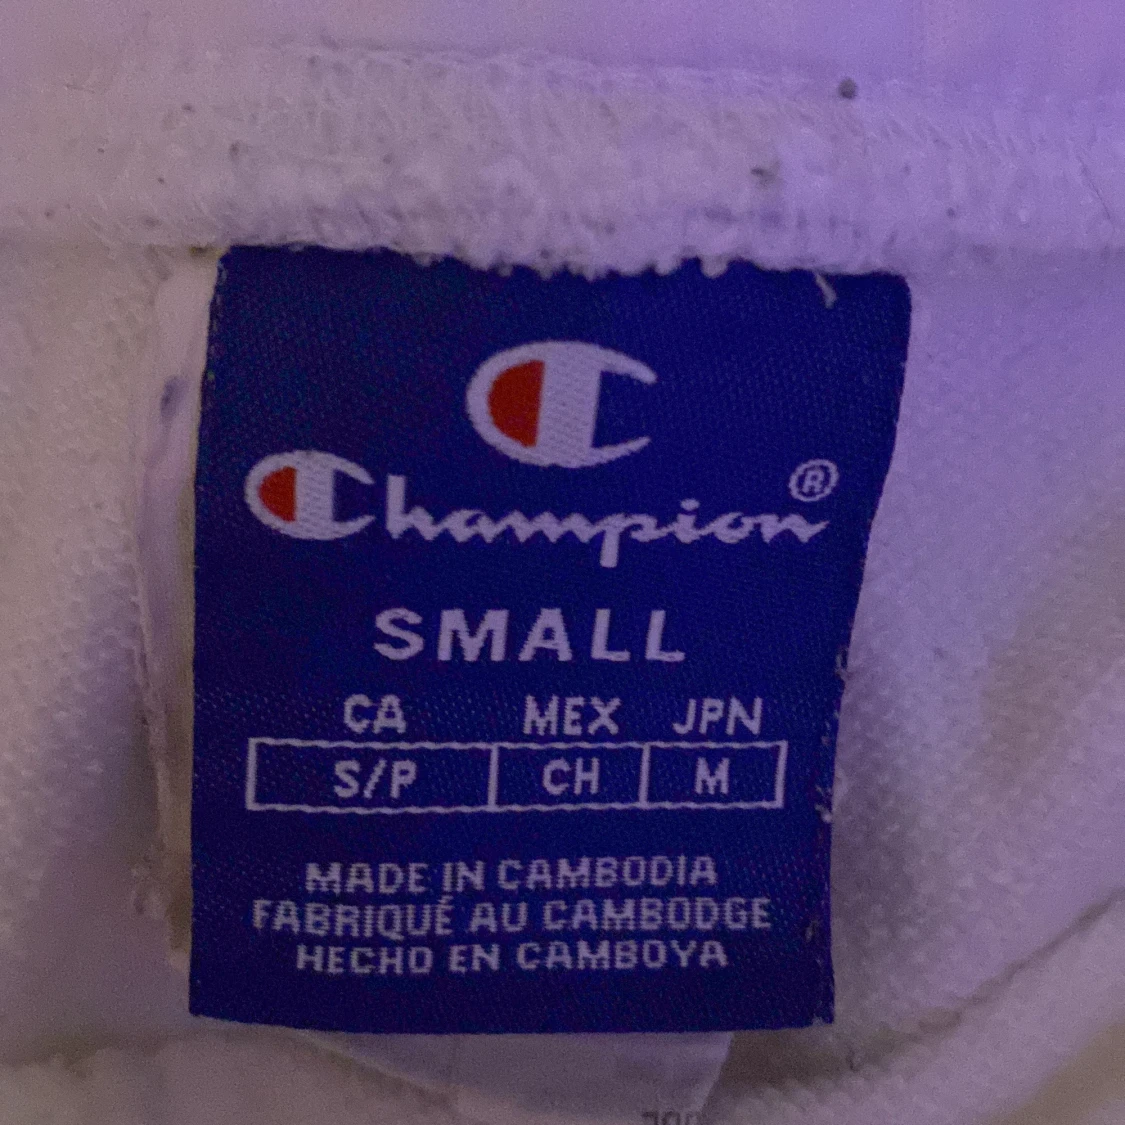 Champion®
SMALL
CA MEX JPN
S/P CH M
MADE IN CAMBODIA
FABRIQUÉ AU CAMBODGE
HECHO EN CAMBOYA